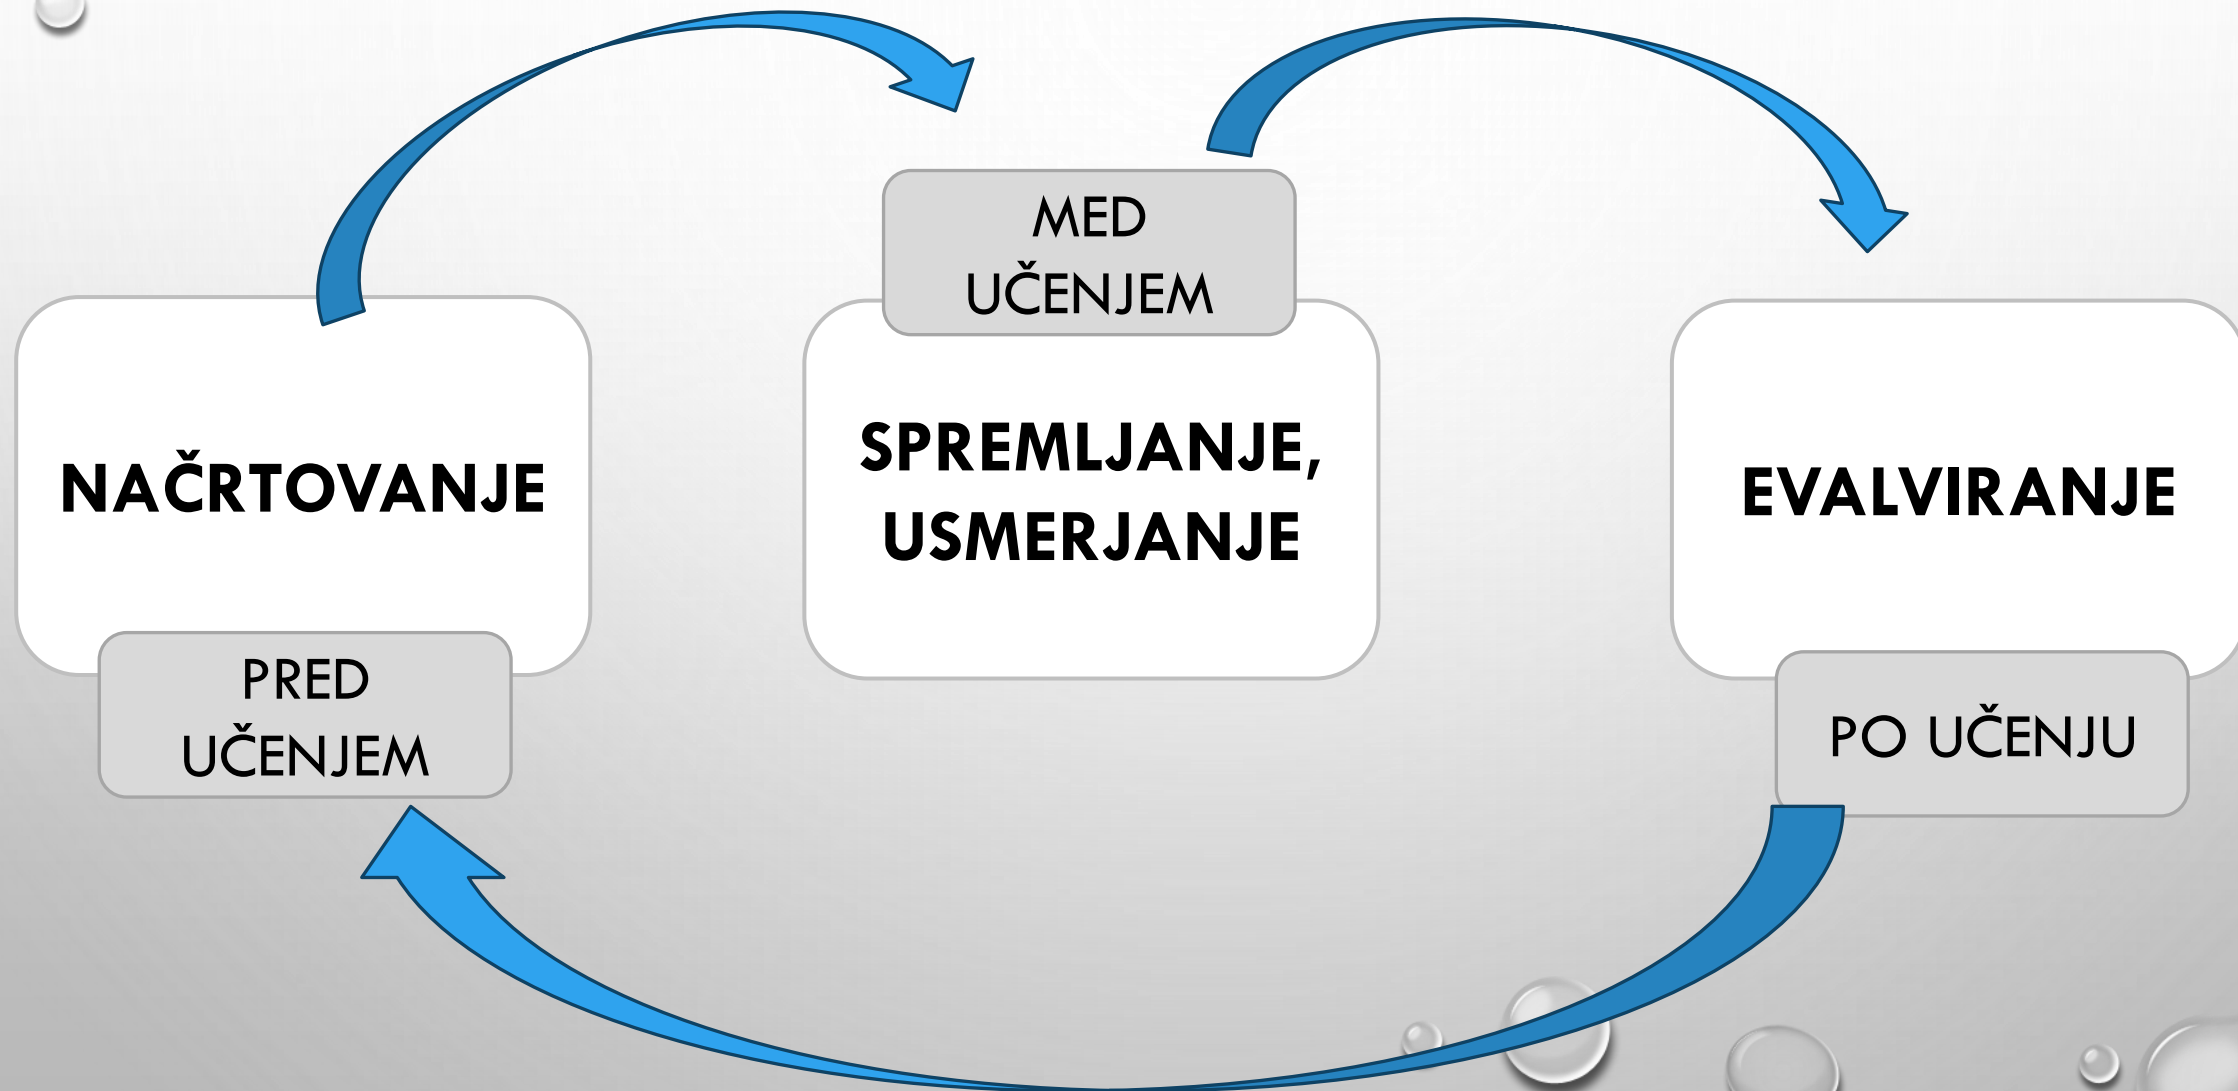 NAČRTOVANJE
PRED
UČENJEM
MED
UČENJEM
SPREMLJANJE,
USMERJANJE
EVALVIRANJE
PO UČENJU